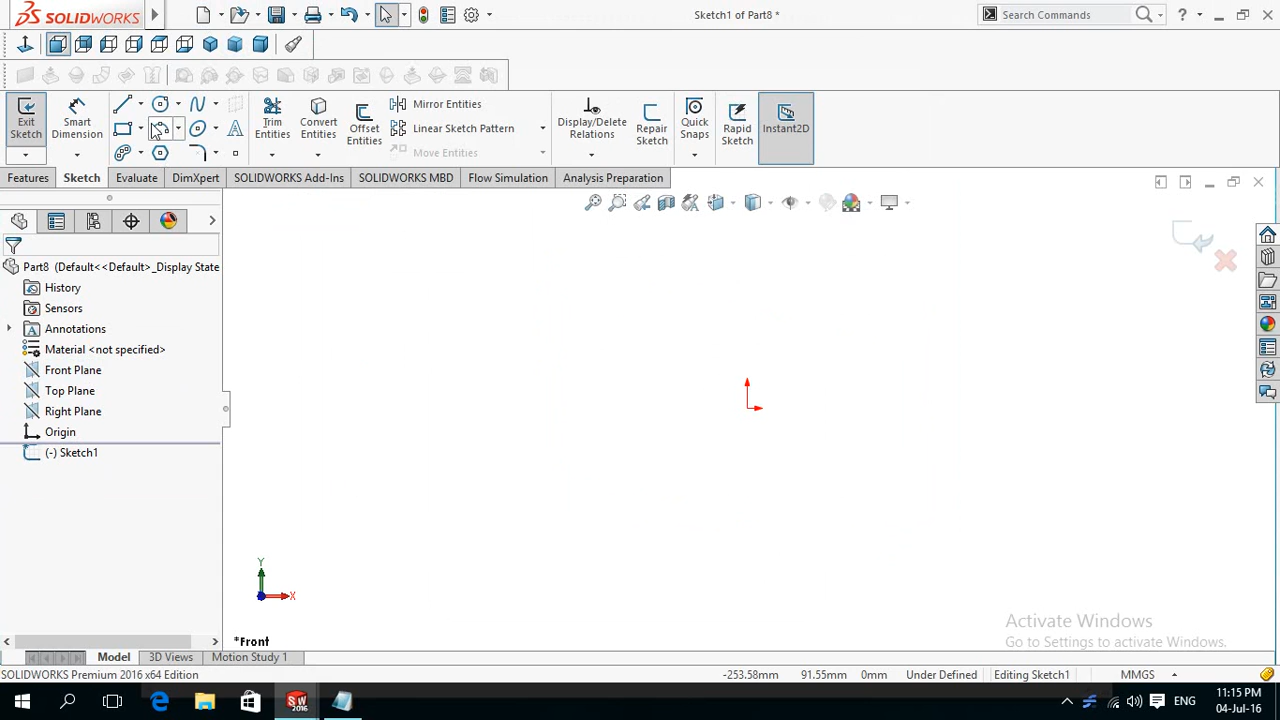 SOLIDWORKS
Sketch1 of Part8 *
Search Commands
?
Exit Sketch
Smart Dimension
Trim Entities
Convert Entities
Offset Entities
Mirror Entities
Linear Sketch Pattern
Move Entities
Display/Delete Relations
Repair Sketch
Quick Snaps
Rapid Sketch
Instant2D
Features
Sketch
Evaluate
DimXpert
SOLIDWORKS Add-Ins
SOLIDWORKS MBD
Flow Simulation
Analysis Preparation
Part8 (Default<<Default>_Display State
History
Sensors
Annotations
Material <not specified>
Front Plane
Top Plane
Right Plane
Origin
(-) Sketch1
Y
X
*Front
Activate Windows
Go to Settings to activate Windows.
Model
3D Views
Motion Study 1
SOLIDWORKS Premium 2016 x64 Edition
-253.58mm
91.55mm
0mm
Under Defined
Editing Sketch1
MMGS
SW
2016
ENG
11:15 PM
04-Jul-16